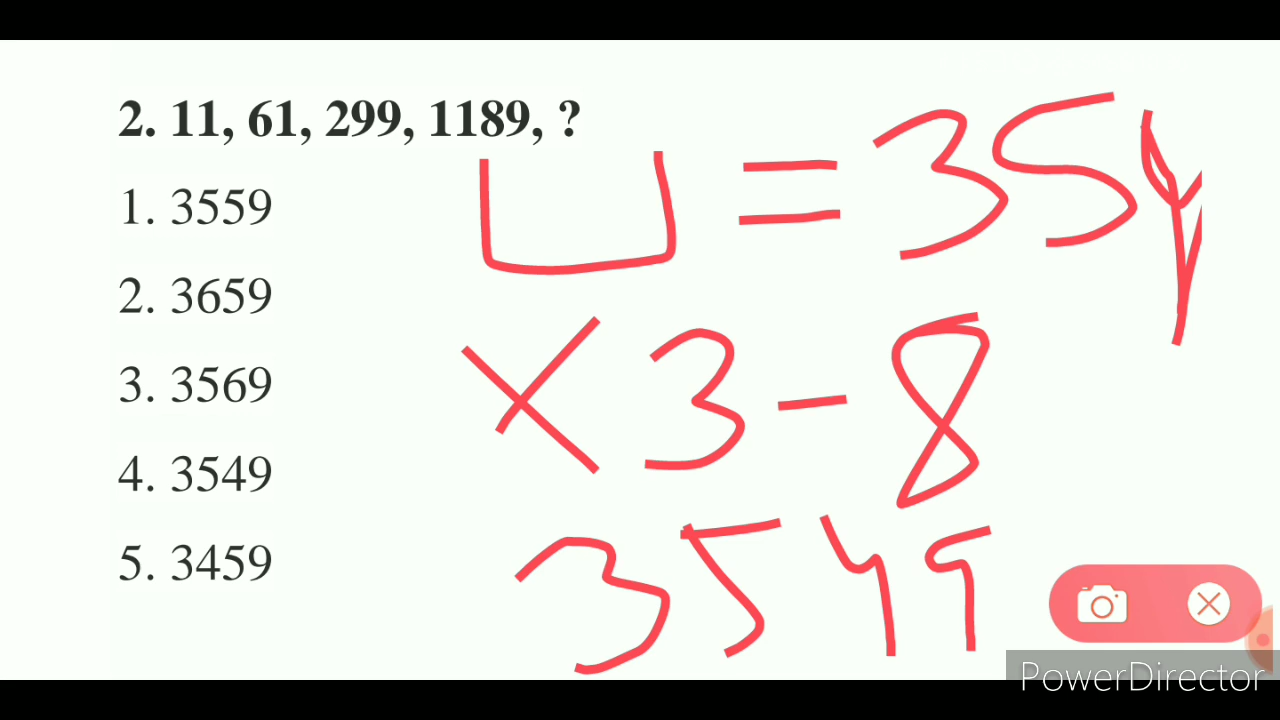 2. 11, 61, 299, 1189, ?
= 354
1. 3559
2. 3659
× 3 - 8
3. 3569
4. 3549
3549
5. 3459
PowerDirector